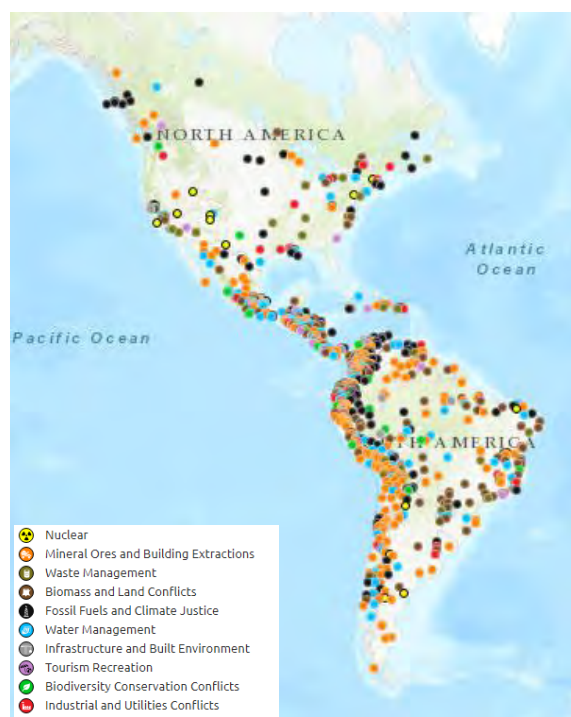 NORTH AMERICA
Atlantic
Ocean
Pacific Ocean
AMERICA
Nuclear
Mineral Ores and Building Extractions
Waste Management
Biomass and Land Conflicts
Fossil Fuels and Climate Justice
Water Management
Infrastructure and Built Environment
Tourism Recreation
Biodiversity Conservation Conflicts
Industrial and Utilities Conflicts